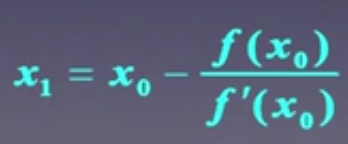 x₁ = x₀ − f(x₀) / f′(x₀)